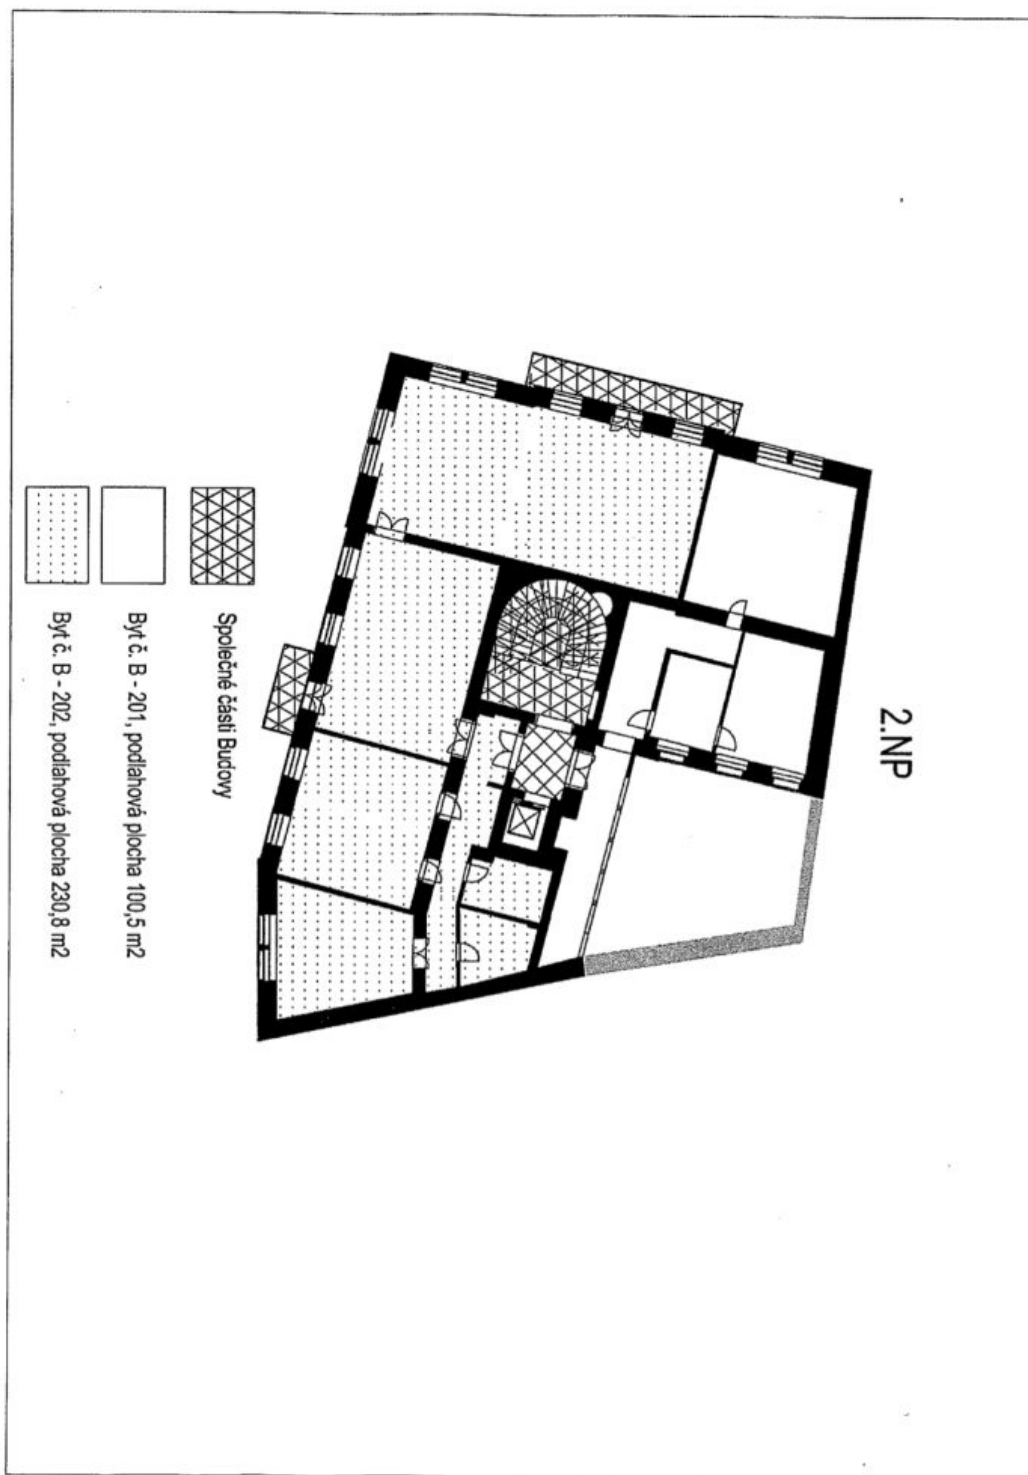 2.NP
Společné části Budovy
Byt č. B - 201, podlahová plocha 100,5 m2
Byt č. B - 202, podlahová plocha 230,8 m2